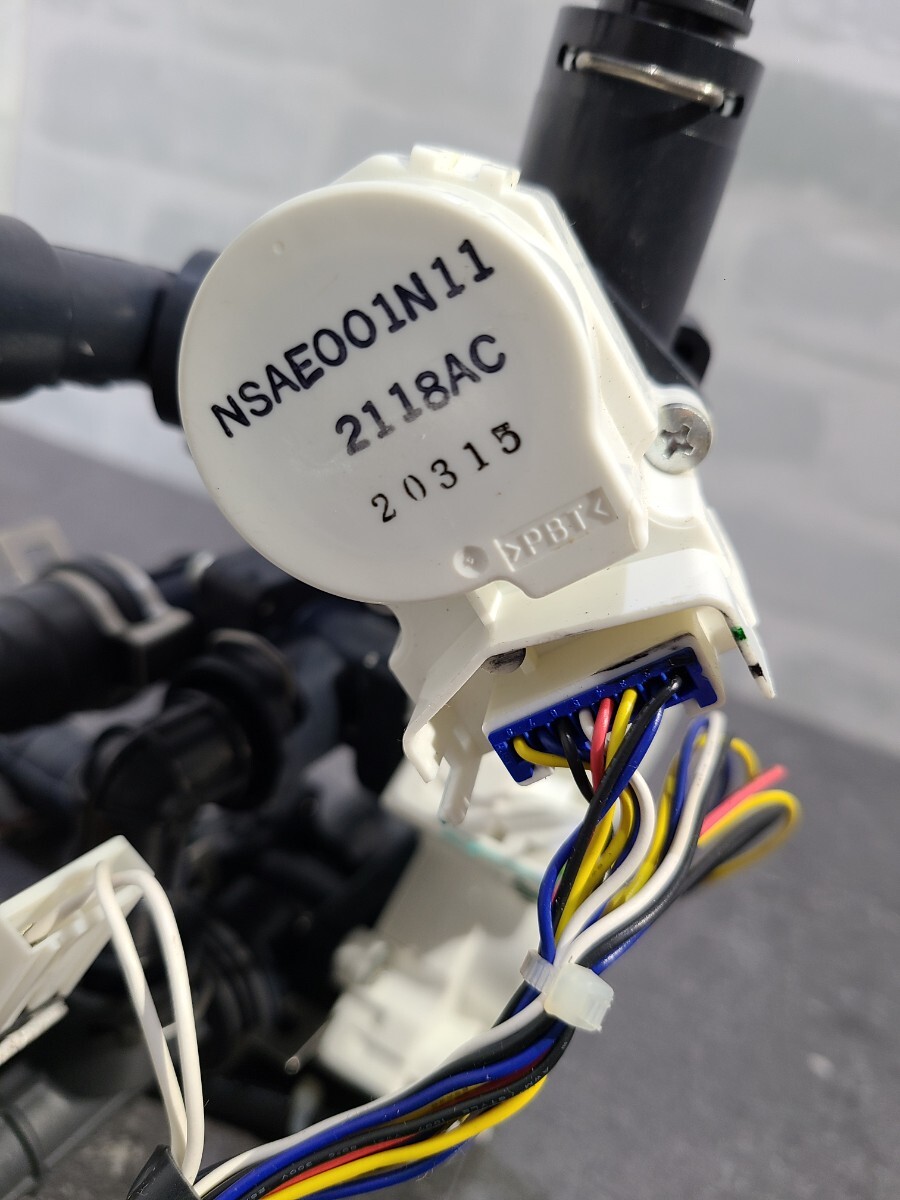 NSAE001N11
2118AC
20315
>PBT<